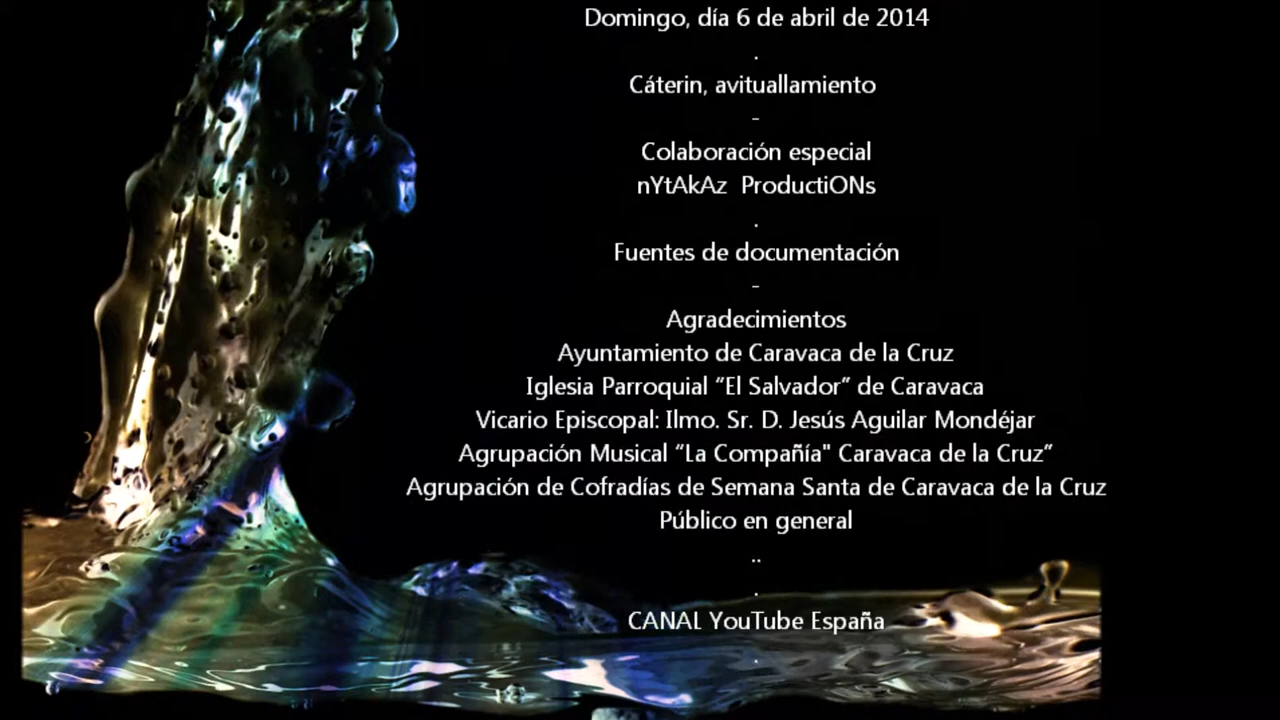 Domingo, día 6 de abril de 2014
.
Cáterin, avituallamiento
-
Colaboración especial
nYtAkAz ProductiONs
.
Fuentes de documentación
-
Agradecimientos
Ayuntamiento de Caravaca de la Cruz
Iglesia Parroquial “El Salvador” de Caravaca
Vicario Episcopal: Ilmo. Sr. D. Jesús Aguilar Mondéjar
Agrupación Musical “La Compañía" Caravaca de la Cruz”
Agrupación de Cofradías de Semana Santa de Caravaca de la Cruz
Público en general
..
.
CANAL YouTube España
.